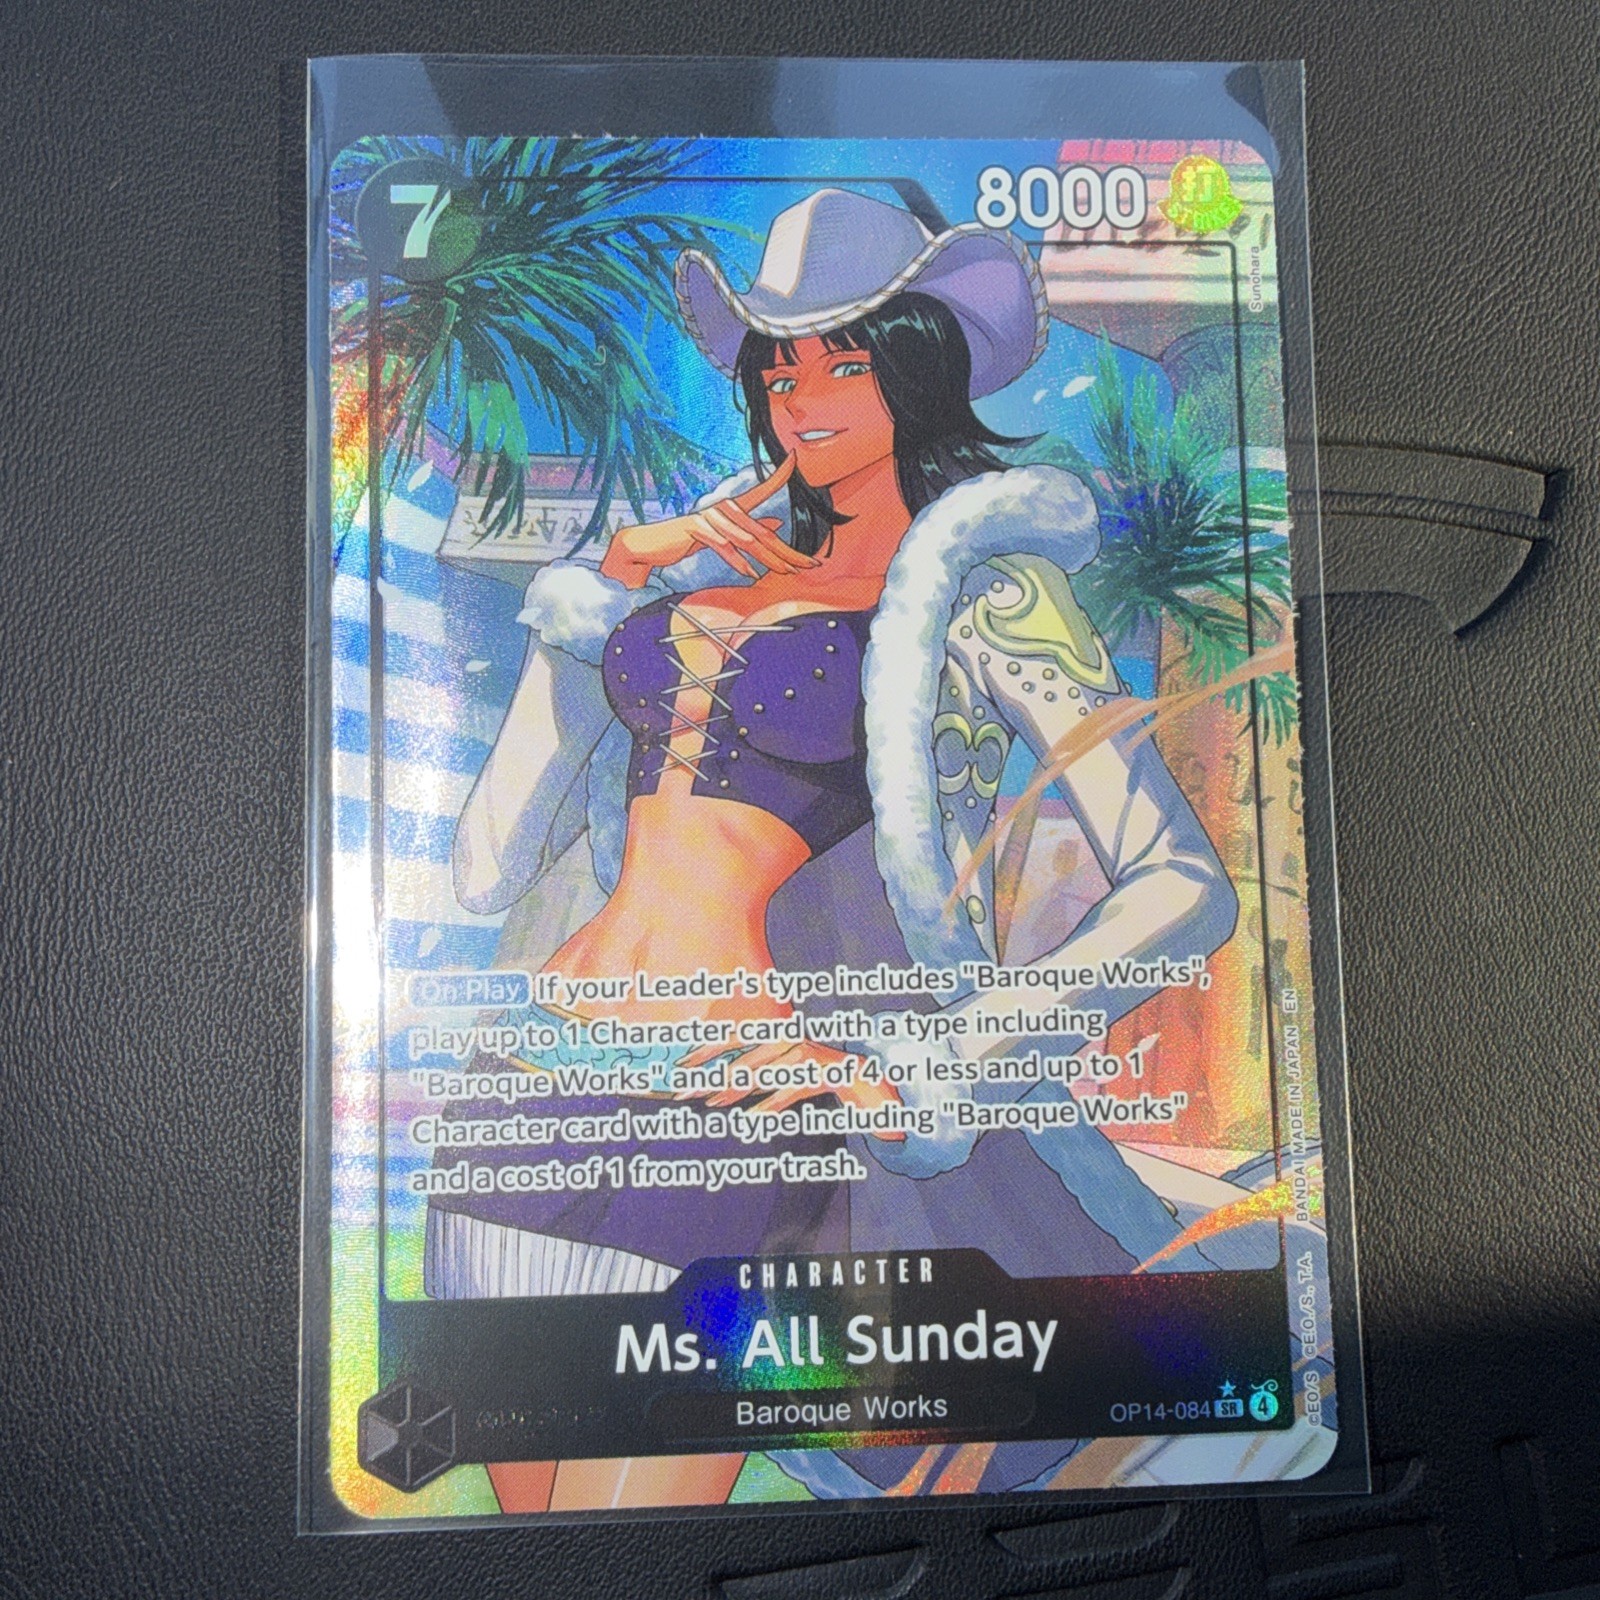 7
8000
打
STRIKE
Sunohara
On Play If your Leader's type includes "Baroque Works",
play up to 1 Character card with a type including
"Baroque Works" and a cost of 4 or less and up to 1
Character card with a type including "Baroque Works"
and a cost of 1 from your trash.
CHARACTER
Ms. All Sunday
Baroque Works
OP14-084 SR 4
©EO/S ©E.O./S., T.A. BANDAI MADE IN JAPAN EN